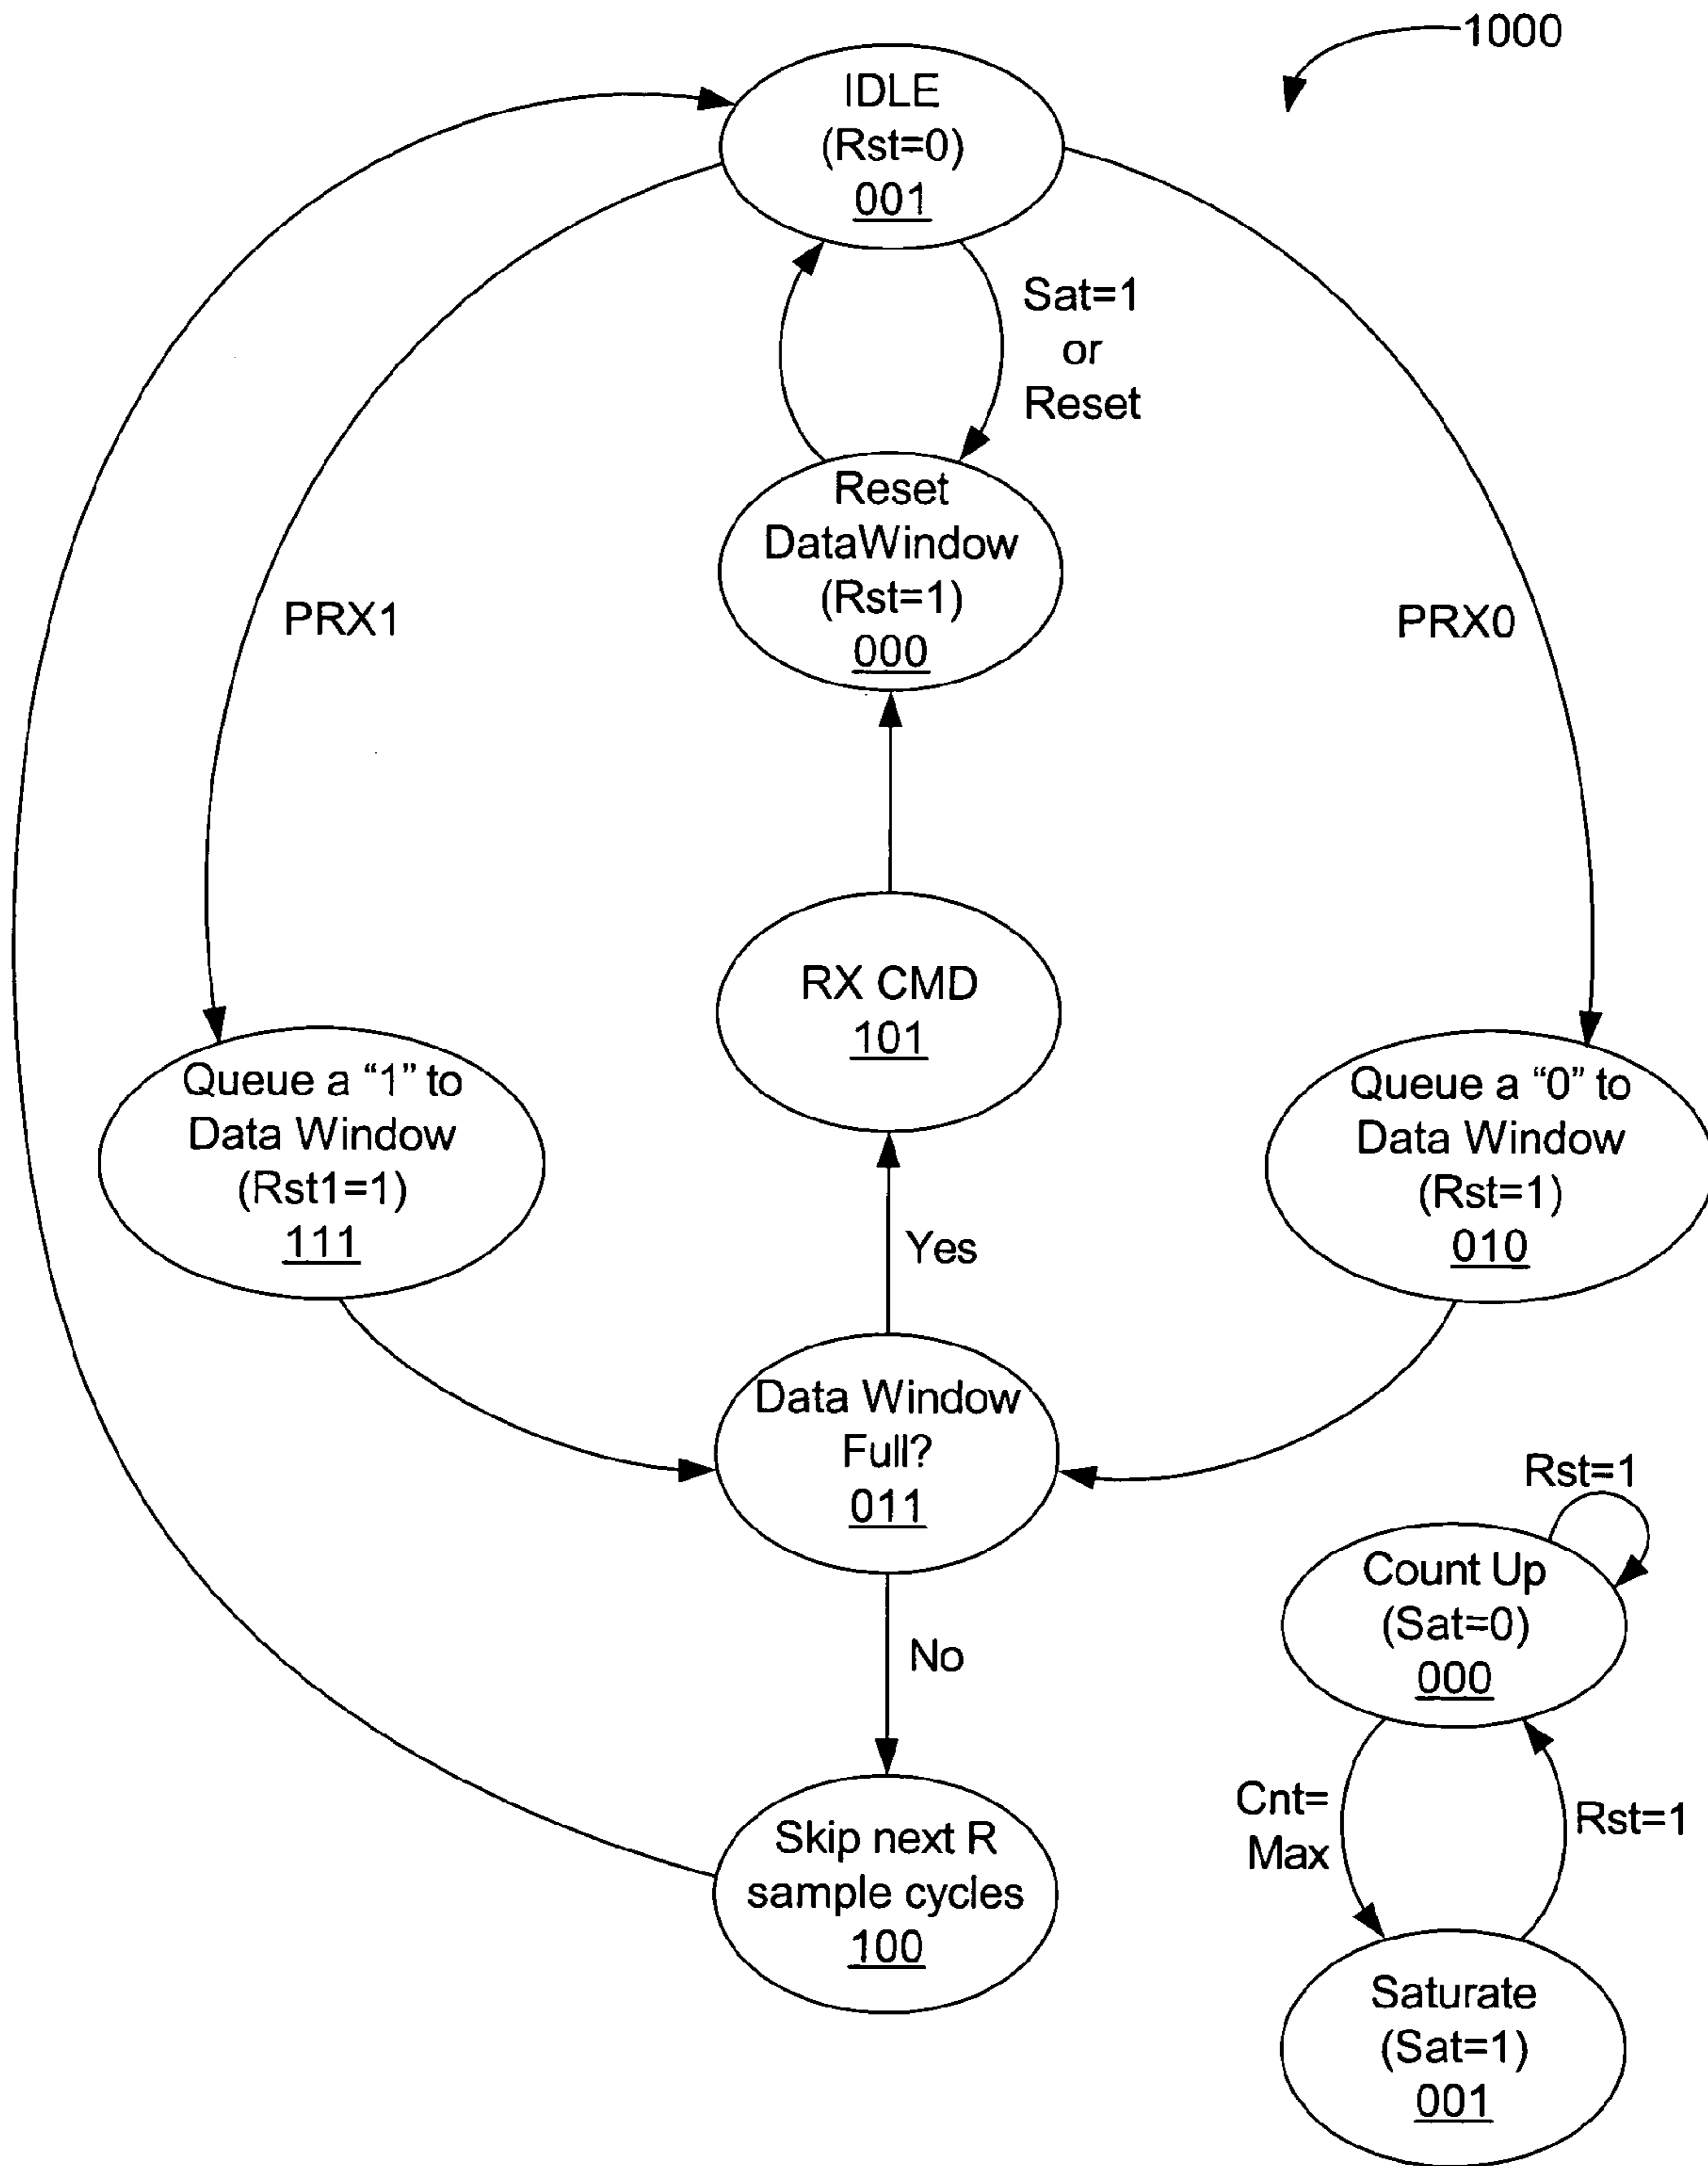 1000
IDLE
(Rst=0)
001
Sat=1
or
Reset
Reset
DataWindow
(Rst=1)
000
PRX1
PRX0
RX CMD
101
Queue a “1” to
Data Window
(Rst1=1)
111
Queue a “0” to
Data Window
(Rst=1)
010
Yes
Data Window
Full?
011
No
Skip next R
sample cycles
100
Rst=1
Count Up
(Sat=0)
000
Cnt=
Max
Rst=1
Saturate
(Sat=1)
001